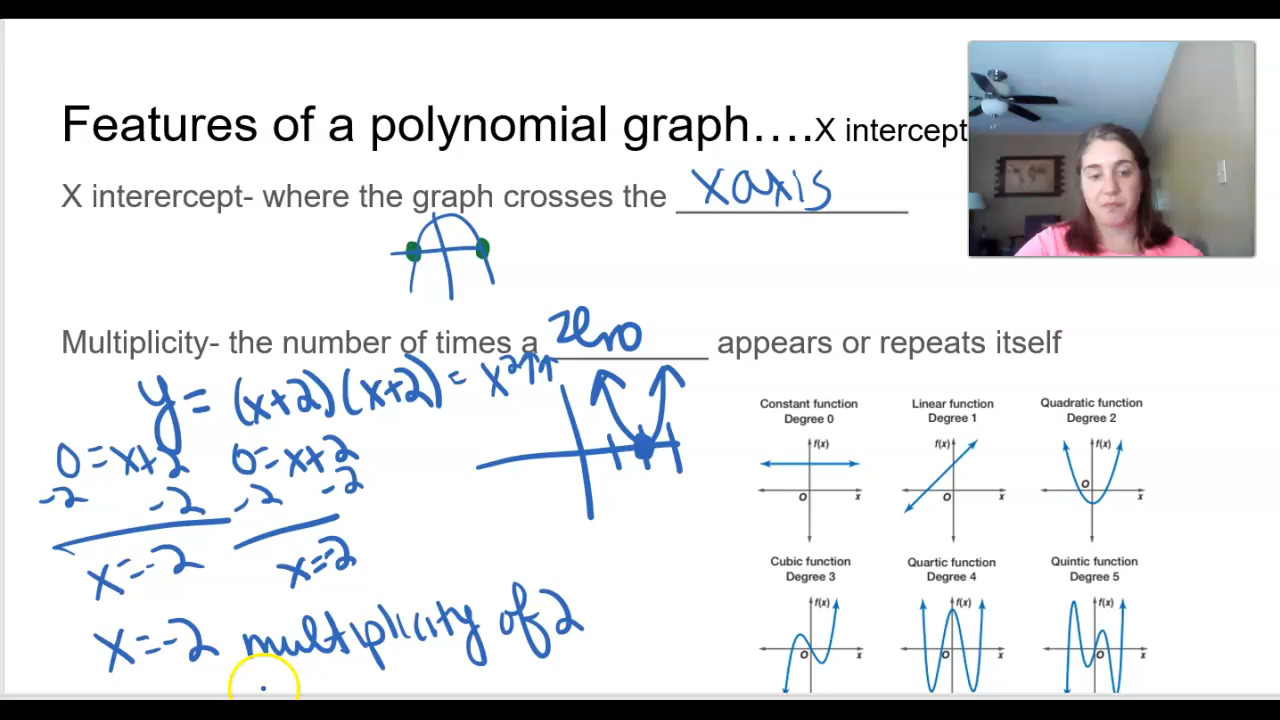 Features of a polynomial graph….X intercept
X interercept- where the graph crosses the x axis
Multiplicity- the number of times a zero appears or repeats itself
y = (x+2)(x+2) = x²↑↑
0=x+2 0=x+2
-2 -2 -2 -2
x=-2 x=-2
x=-2 multiplicity of 2
Constant function Linear function Quadratic function
Degree 0 Degree 1 Degree 2
f(x) f(x) f(x)
O x O x O x
Cubic function Quartic function Quintic function
Degree 3 Degree 4 Degree 5
f(x) f(x) f(x)
O x O x O x